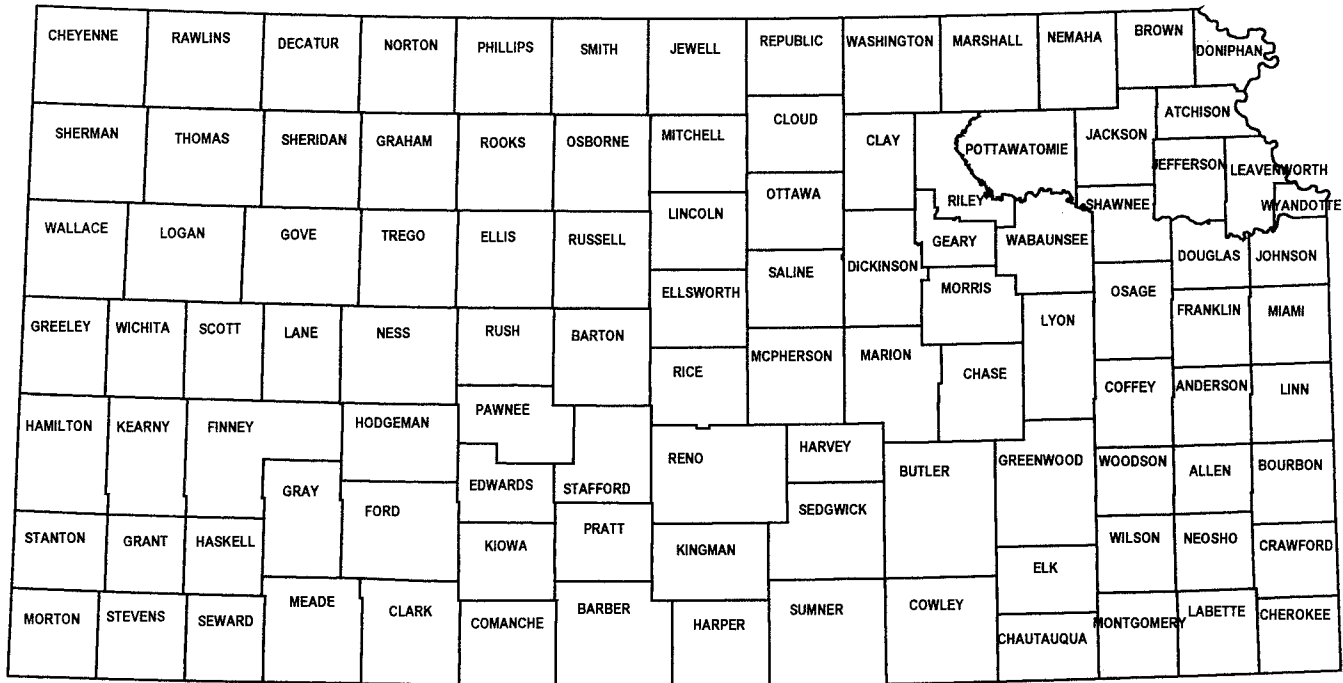 CHEYENNE
RAWLINS
DECATUR
NORTON
PHILLIPS
SMITH
JEWELL
REPUBLIC
WASHINGTON
MARSHALL
NEMAHA
BROWN
DONIPHAN
SHERMAN
THOMAS
SHERIDAN
GRAHAM
ROOKS
OSBORNE
MITCHELL
CLOUD
CLAY
POTTAWATOMIE
JACKSON
ATCHISON
JEFFERSON
LEAVENWORTH
WYANDOTTE
OTTAWA
LINCOLN
RILEY
SHAWNEE
WALLACE
LOGAN
GOVE
TREGO
ELLIS
RUSSELL
GEARY
WABAUNSEE
DOUGLAS
JOHNSON
SALINE
DICKINSON
ELLSWORTH
MORRIS
OSAGE
GREELEY
WICHITA
SCOTT
LANE
NESS
RUSH
BARTON
LYON
FRANKLIN
MIAMI
RICE
MCPHERSON
MARION
CHASE
COFFEY
ANDERSON
LINN
HAMILTON
KEARNY
FINNEY
HODGEMAN
PAWNEE
RENO
HARVEY
BUTLER
GREENWOOD
WOODSON
ALLEN
BOURBON
GRAY
FORD
EDWARDS
STAFFORD
SEDGWICK
STANTON
GRANT
HASKELL
KIOWA
PRATT
KINGMAN
WILSON
NEOSHO
CRAWFORD
ELK
MORTON
STEVENS
SEWARD
MEADE
CLARK
COMANCHE
BARBER
HARPER
SUMNER
COWLEY
CHAUTAUQUA
MONTGOMERY
LABETTE
CHEROKEE